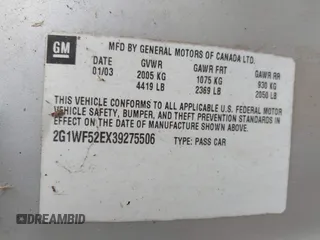 GM
MFD BY GENERAL MOTORS OF CANADA LTD.
DATE GVWR GAWR FRT GAWR RR
01/03 2005 KG 1075 KG 930 KG
4419 LB 2369 LB 2050 LB
THIS VEHICLE CONFORMS TO ALL APPLICABLE U.S. FEDERAL MOTOR
VEHICLE SAFETY, BUMPER, AND THEFT PREVENTION STANDARDS IN
EFFECT ON THE DATE OF MANUFACTURE SHOWN ABOVE.
2G1WF52EX39275506 TYPE: PASS CAR
@DREAMBID